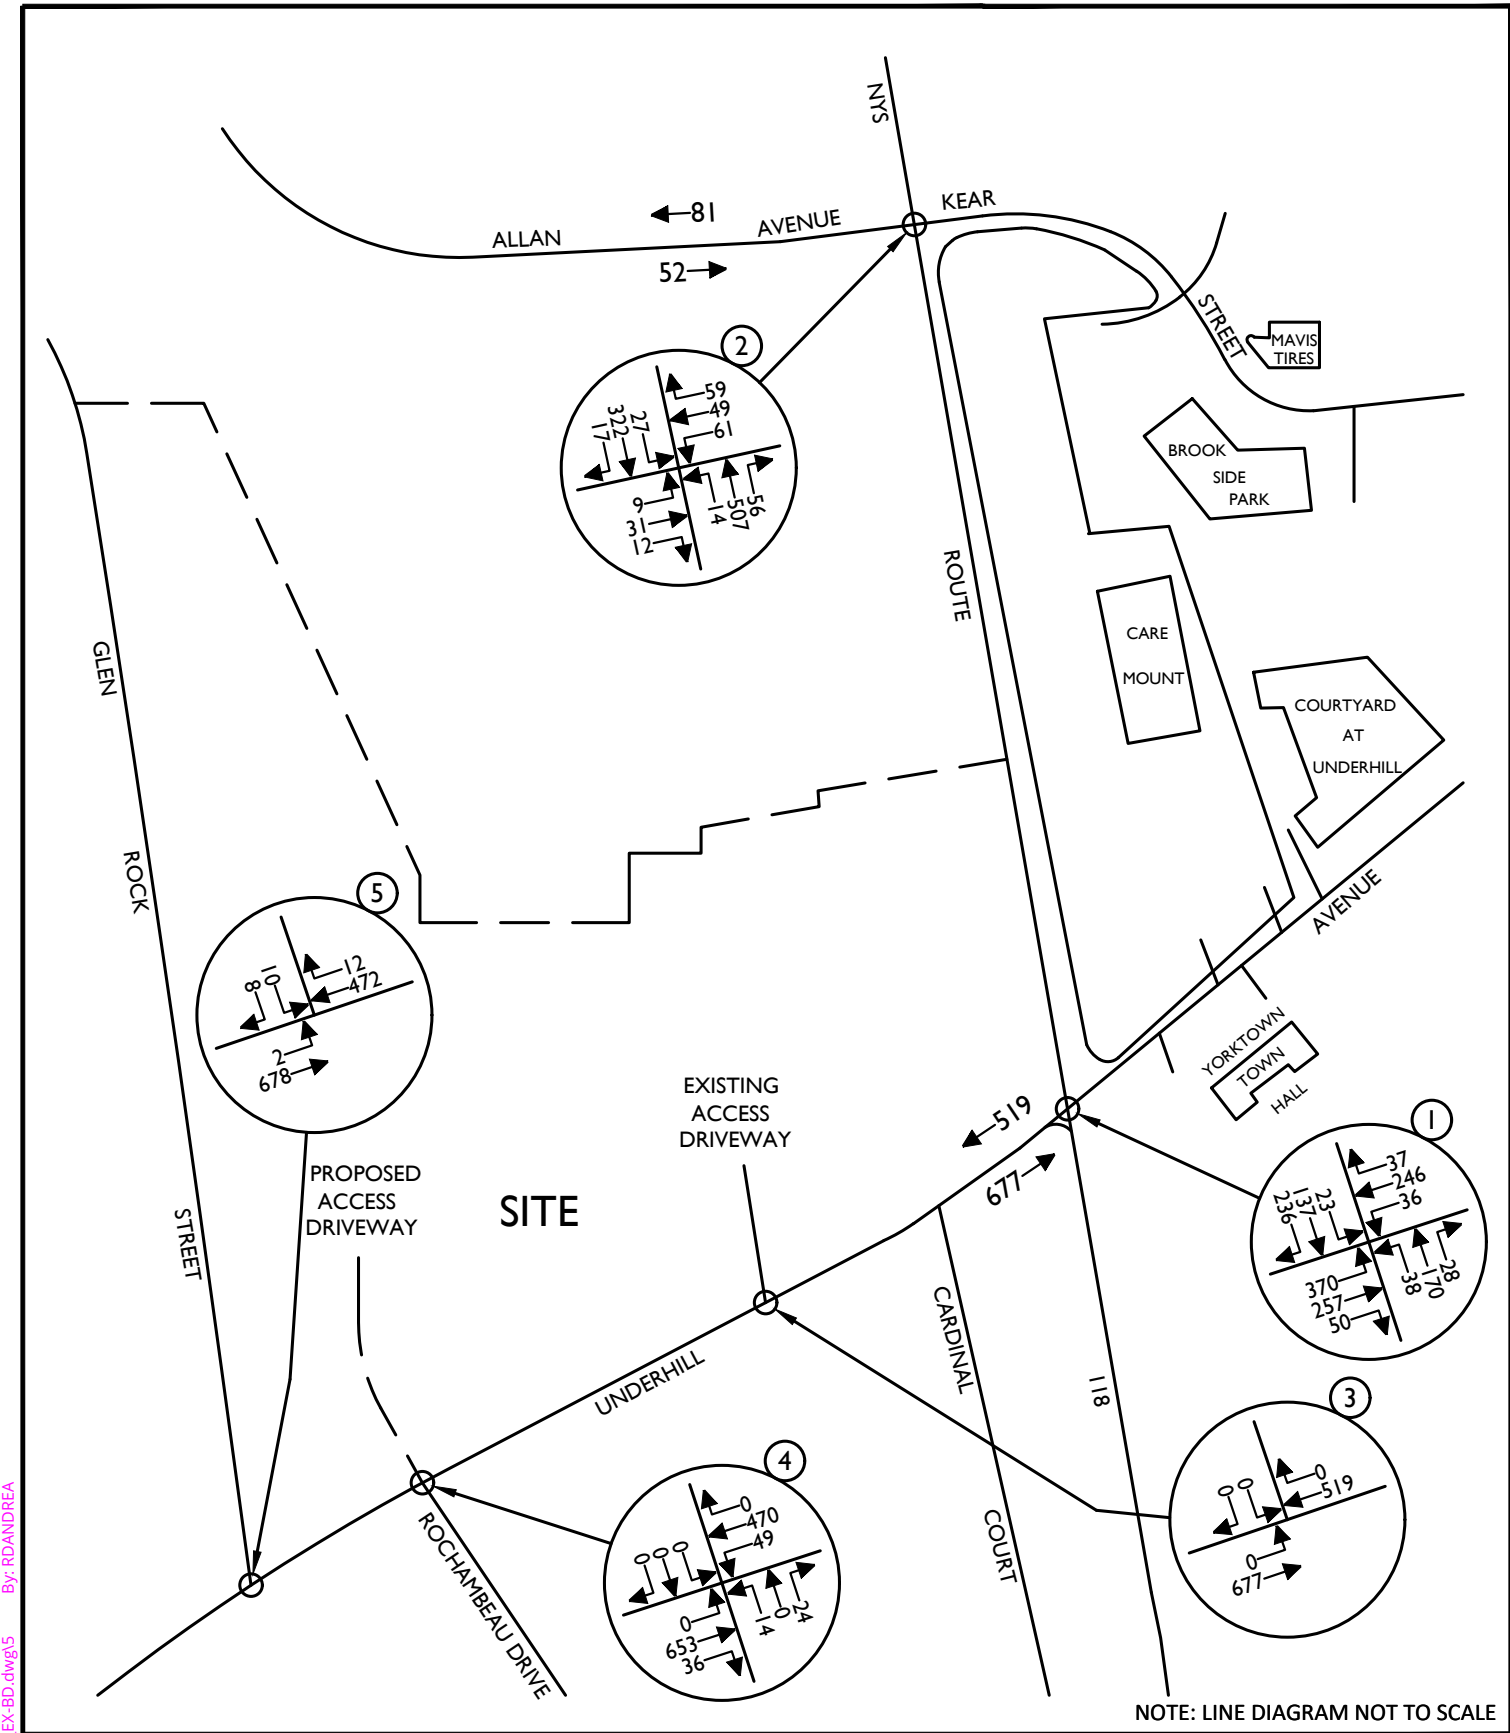 NYS
KEAR
81
AVENUE
ALLAN
52
STREET
MAVIS
TIRES
2
59
49
61
27
322
17
9
31
12
14
507
56
BROOK
SIDE
PARK
ROUTE
CARE
MOUNT
GLEN
COURTYARD
AT
UNDERHILL
ROCK
AVENUE
5
12
472
10
8
2
678
YORKTOWN
TOWN
HALL
EXISTING
ACCESS
DRIVEWAY
519
677
1
37
246
36
23
137
236
370
257
50
38
170
28
PROPOSED
ACCESS
DRIVEWAY
SITE
STREET
CARDINAL
UNDERHILL
118
3
0
519
0
0
0
677
4
0
470
49
0
0
0
0
653
36
14
0
24
COURT
ROCHAMBEAU DRIVE
NOTE: LINE DIAGRAM NOT TO SCALE
EX-BD.dwg\5 By: RDANDREA